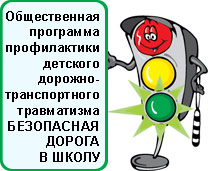 Общественная
программа
профилактики
детского
дорожно-
транспортного
травматизма
БЕЗОПАСНАЯ
ДОРОГА
В ШКОЛУ